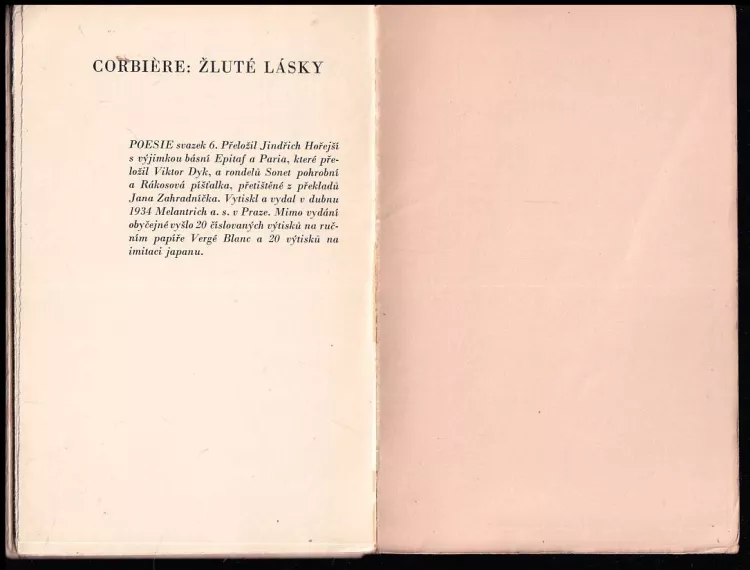 CORBIÈRE: ŽLUTÉ LÁSKY
POESIE svazek 6. Přeložil Jindřich Hořejší
s výjimkou básní Epitaf a Paria, které pře-
ložil Viktor Dyk, a rondelů Sonet pohrobní
a Rákosová píšťalka, přetištěné z překladů
Jana Zahradníčka. Vytiskl a vydal v dubnu
1934 Melantrich a. s. v Praze. Mimo vydání
obyčejné vyšlo 20 číslovaných výtisků na ruč-
ním papíře Vergé Blanc a 20 výtisků na
imitaci japanu.